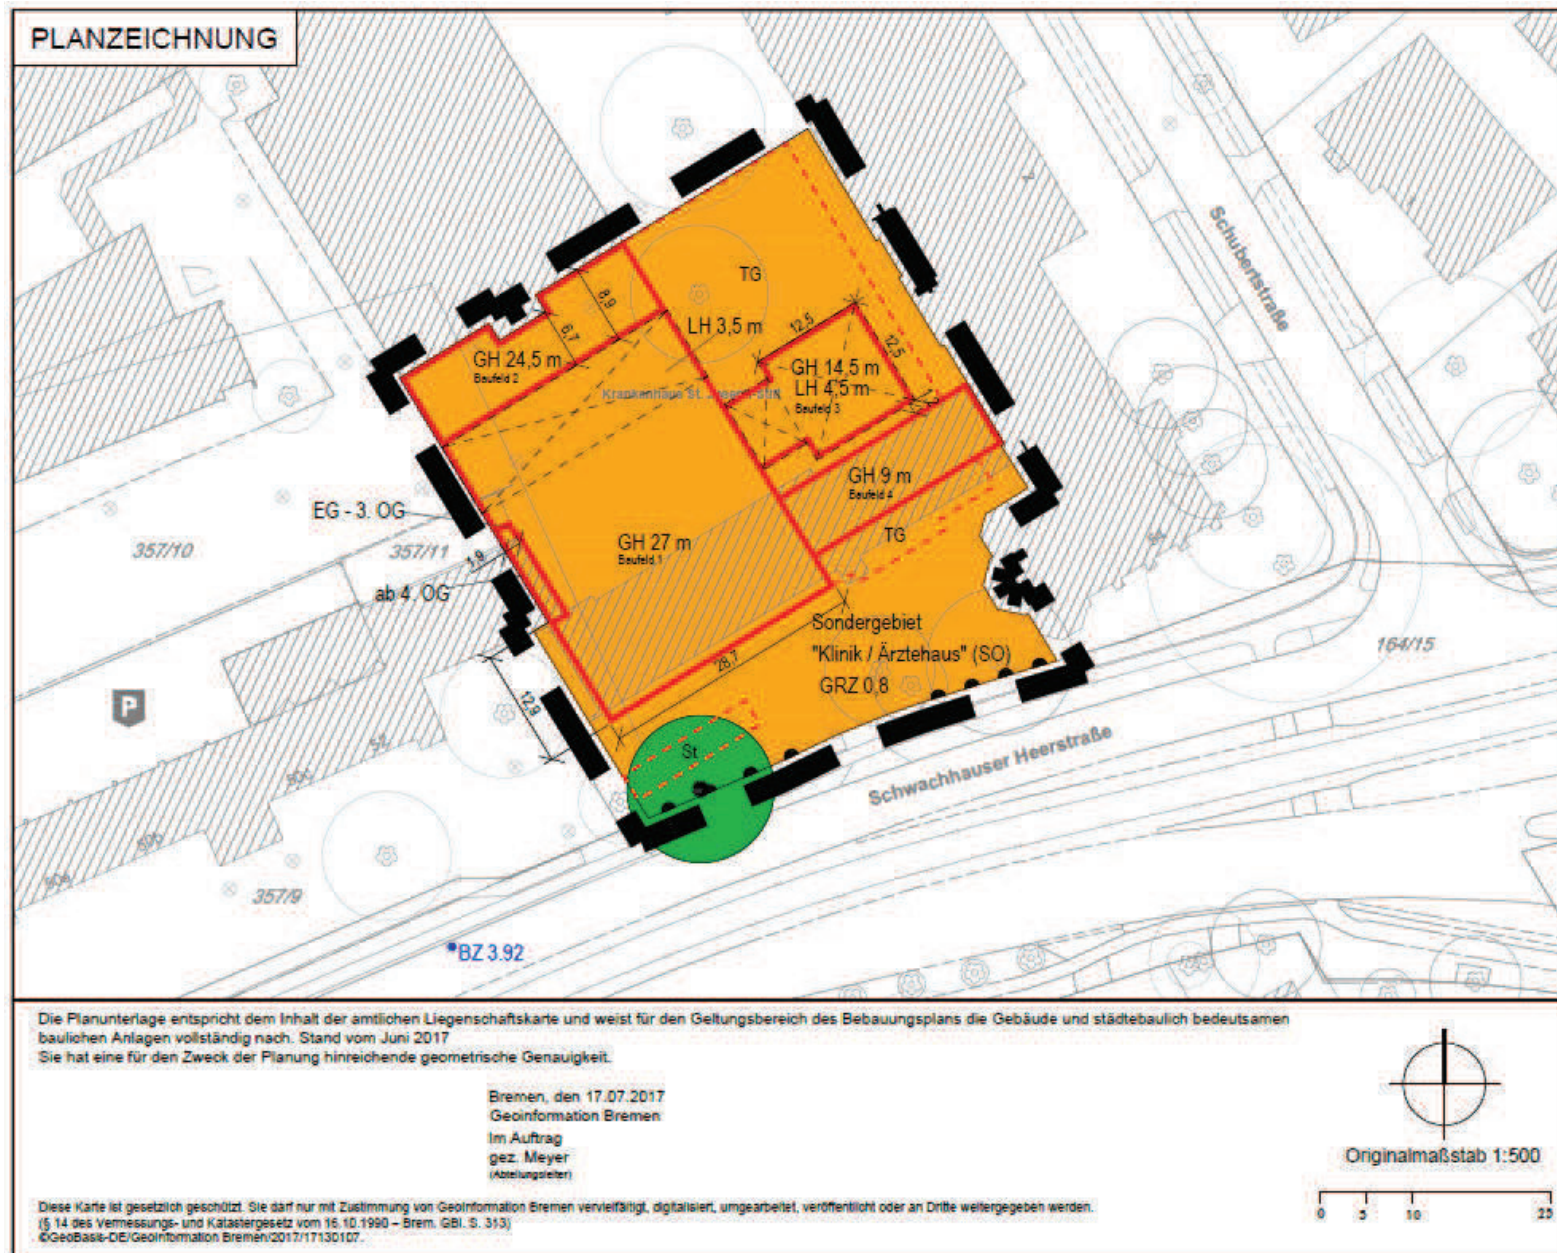 PLANZEICHNUNG
Schubertstraße
2
TG
8,9
6,7
LH 3,5 m
12,5
12,5
GH 24,5 m
Baufeld 2
GH 14,5 m
LH 4,5 m
Baufeld 3
Krankenhaus St.
GH 9 m
Baufeld 4
EG - 3. OG
TG
357/10
357/11
GH 27 m
Baufeld 1
1,9
ab 4. OG
Sondergebiet
"Klinik / Ärztehaus" (SO)
GRZ 0,8
164/15
28,7
12,9
P
St
52
50c
50b
50a
Schwachhauser Heerstraße
357/9
BZ 3.92
Die Planunterlage entspricht dem Inhalt der amtlichen Liegenschaftskarte und weist für den Geltungsbereich des Bebauungsplans die Gebäude und städtebaulich bedeutsamen
baulichen Anlagen vollständig nach. Stand vom Juni 2017
Sie hat eine für den Zweck der Planung hinreichende geometrische Genauigkeit.
Bremen, den 17.07.2017
Geoinformation Bremen
Im Auftrag
gez. Meyer
(Abteilungsleiter)
Originalmaßstab 1:500
0 5 10 25
Diese Karte ist gesetzlich geschützt. Sie darf nur mit Zustimmung von GeoInformation Bremen vervielfältigt, digitalisiert, umgearbeitet, veröffentlicht oder an Dritte weitergegeben werden.
(§ 14 des Vermessungs- und Katastergesetz vom 16.10.1990 – Brem. GBl. S. 313)
©GeoBasis-DE/GeoInformation Bremen/2017/17130107.